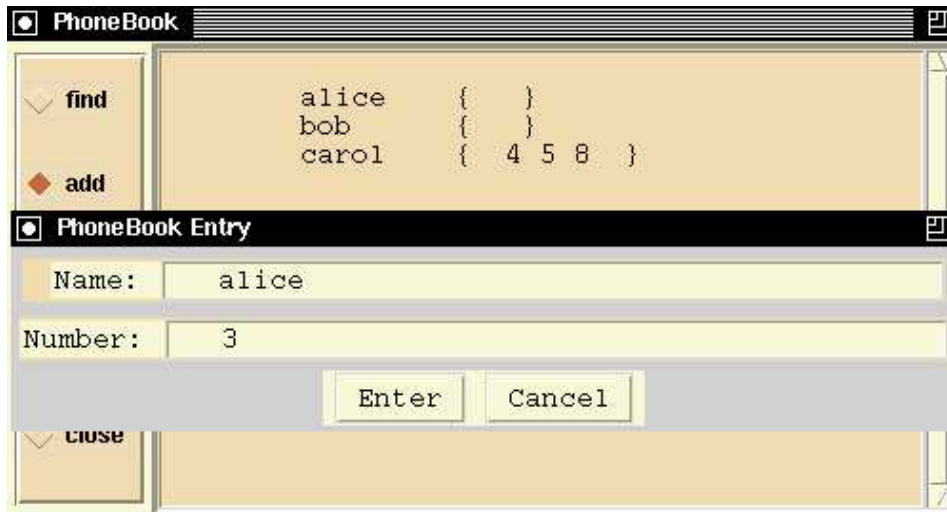 PhoneBook
find
add
alice { }
bob { }
carol { 4 5 8 }
PhoneBook Entry
Name: alice
Number: 3
Enter Cancel
close